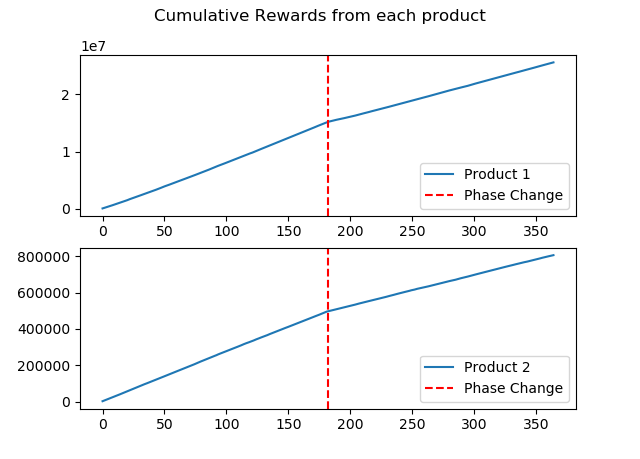 Cumulative Rewards from each product
1e7
2
1
0
Product 1
Phase Change
0 50 100 150 200 250 300 350
800000
600000
400000
200000
0
Product 2
Phase Change
0 50 100 150 200 250 300 350